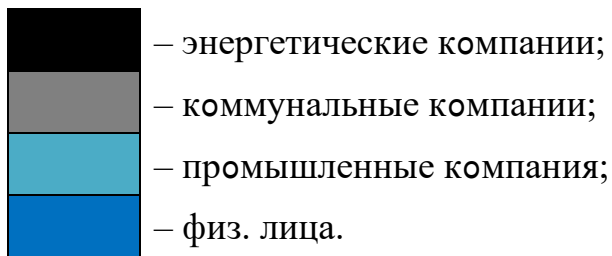 – энергетические компании;
– коммунальные компании;
– промышленные компания;
– физ. лица.